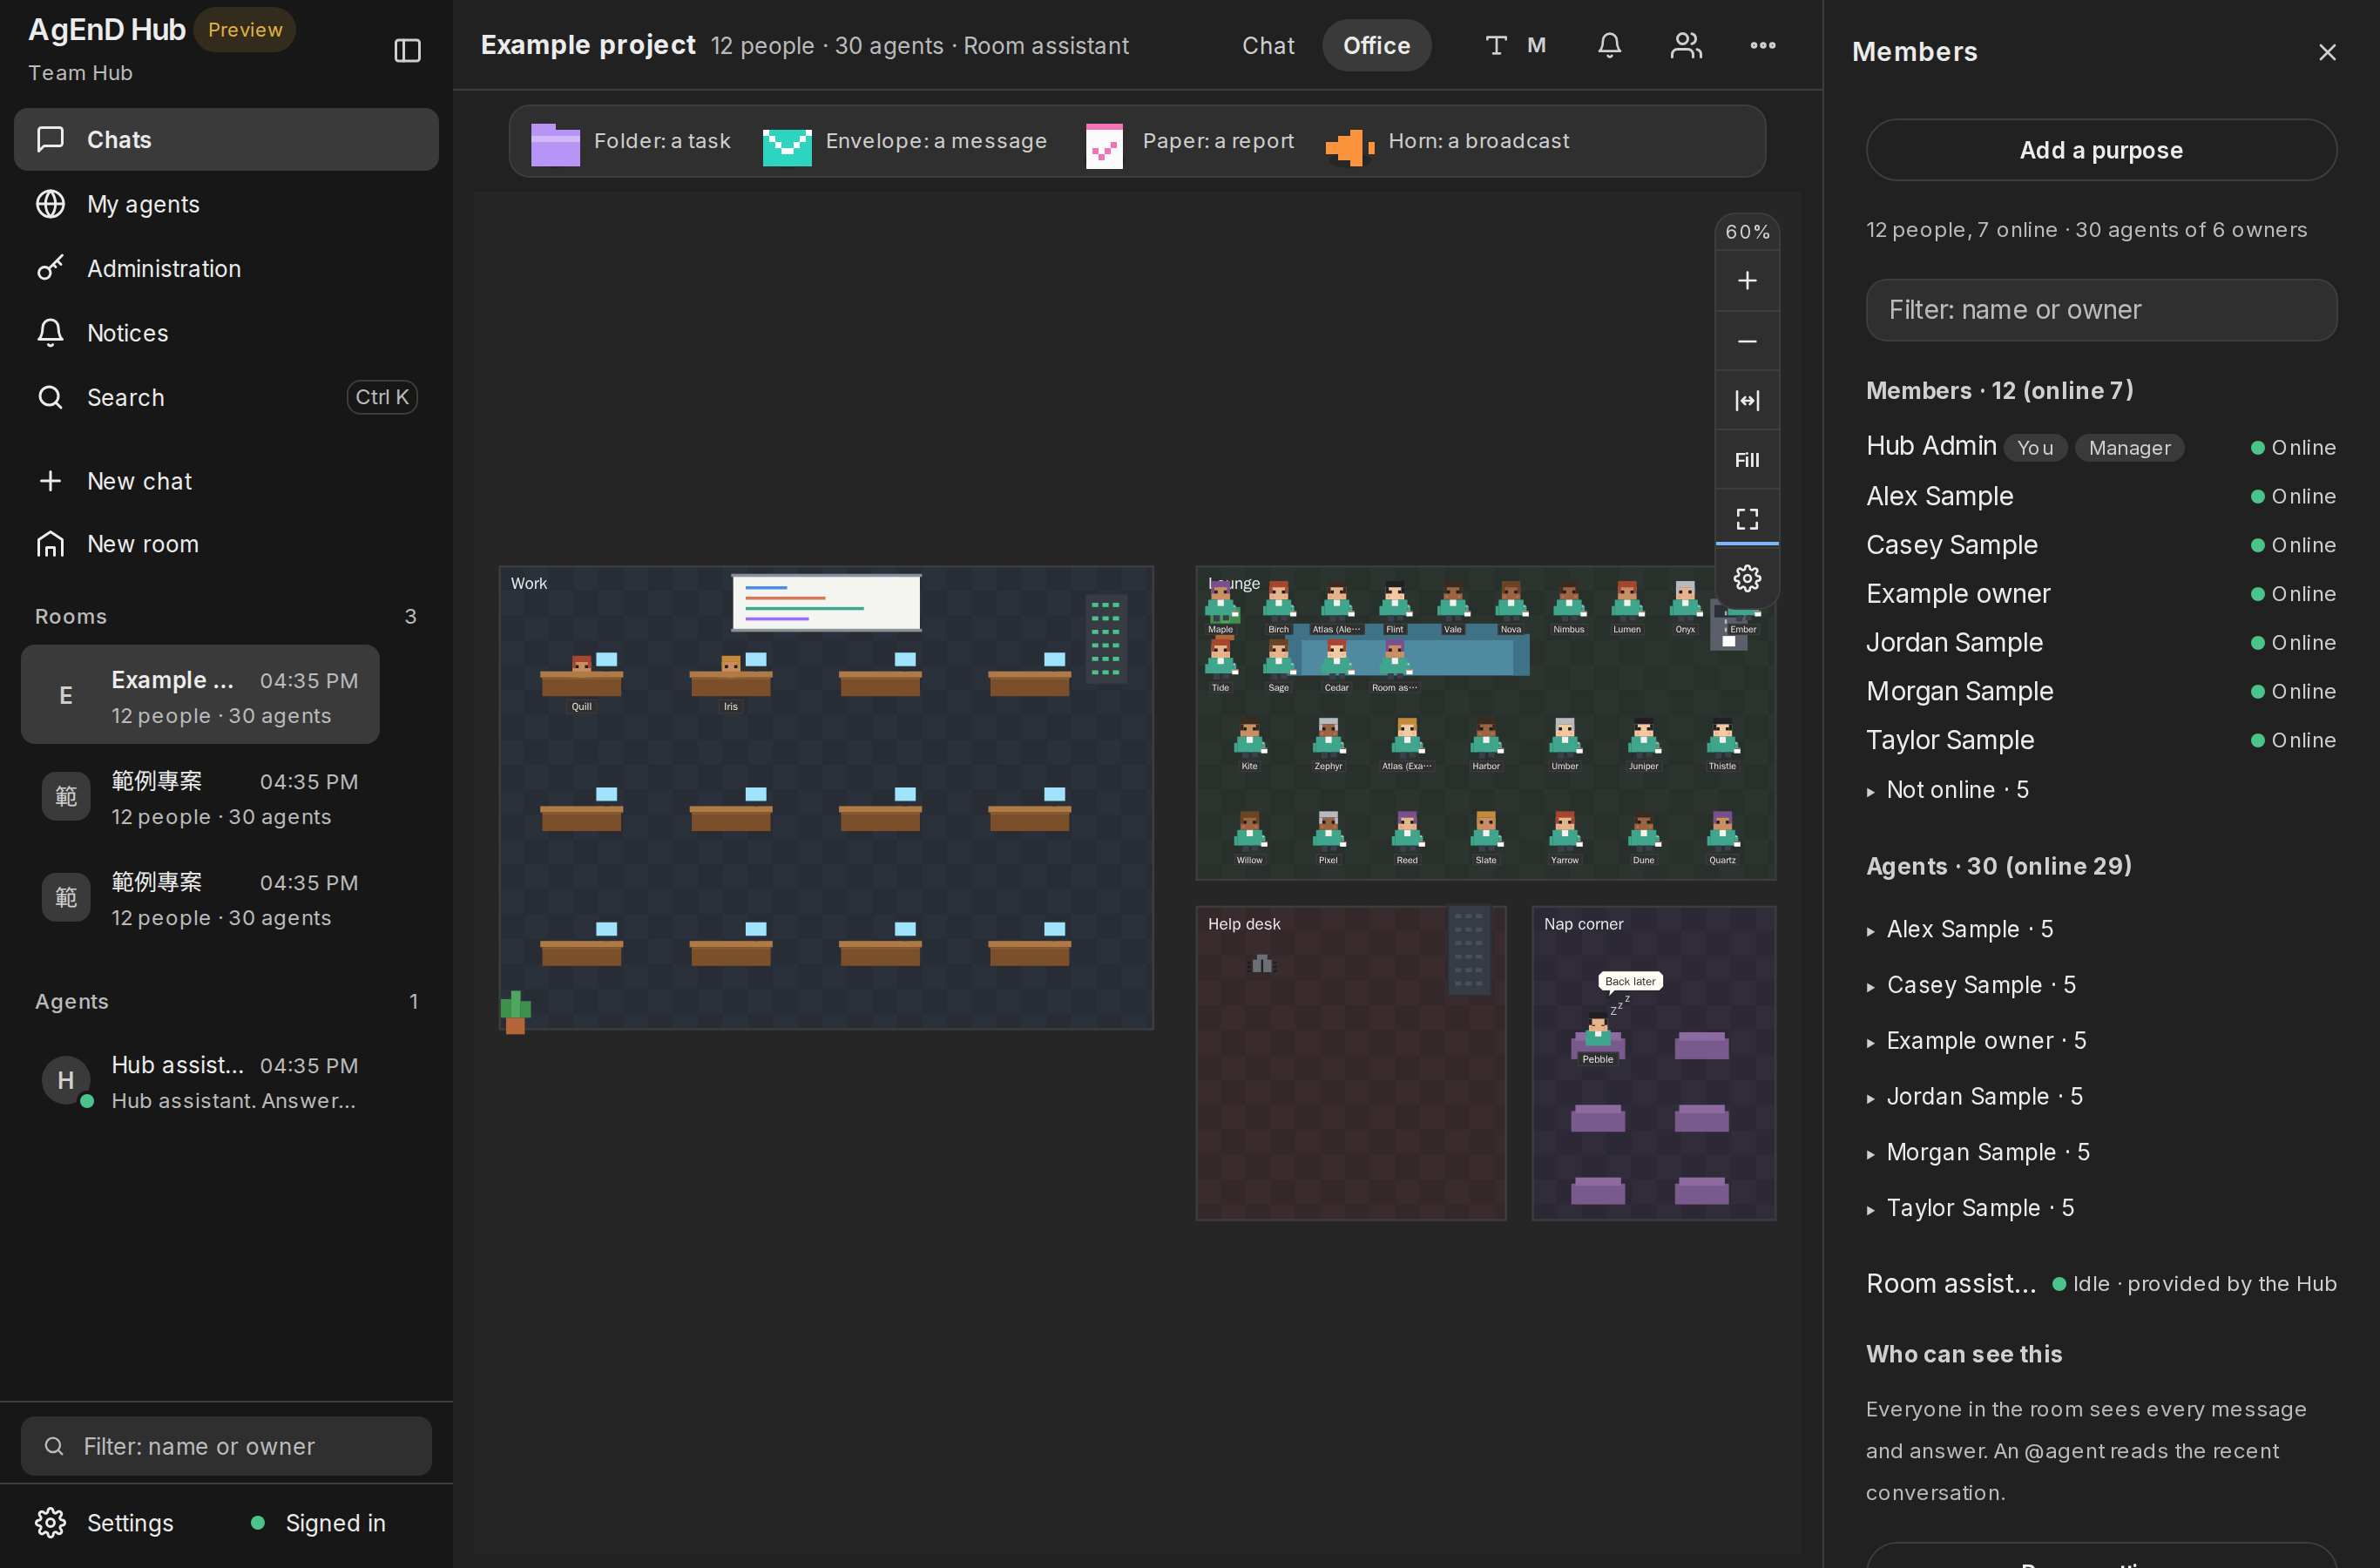 AgEnD Hub Preview
Team Hub
Chats
My agents
Administration
Notices
Search Ctrl K
New chat
New room
Rooms 3
E Example ... 04:35 PM
12 people · 30 agents
範 範例專案 04:35 PM
12 people · 30 agents
範 範例專案 04:35 PM
12 people · 30 agents
Agents 1
H Hub assist... 04:35 PM
Hub assistant. Answer...
Filter: name or owner
Settings Signed in
Example project 12 people · 30 agents · Room assistant Chat Office T M
Folder: a task Envelope: a message Paper: a report Horn: a broadcast
60%
Fill
Work
Quill Iris
Lounge
Maple Birch Atlas (Ale... Flint Vale Nova Nimbus Lumen Onyx Ember
Tide Sage Cedar Room as...
Kite Zephyr Atlas (Exa... Harbor Umber Juniper Thistle
Willow Pixel Reed Slate Yarrow Dune Quartz
Help desk
Nap corner
Back later
z z z
Pebble
Members
Add a purpose
12 people, 7 online · 30 agents of 6 owners
Filter: name or owner
Members · 12 (online 7)
Hub Admin You Manager Online
Alex Sample Online
Casey Sample Online
Example owner Online
Jordan Sample Online
Morgan Sample Online
Taylor Sample Online
Not online · 5
Agents · 30 (online 29)
Alex Sample · 5
Casey Sample · 5
Example owner · 5
Jordan Sample · 5
Morgan Sample · 5
Taylor Sample · 5
Room assist... Idle · provided by the Hub
Who can see this
Everyone in the room sees every message
and answer. An @agent reads the recent
conversation.